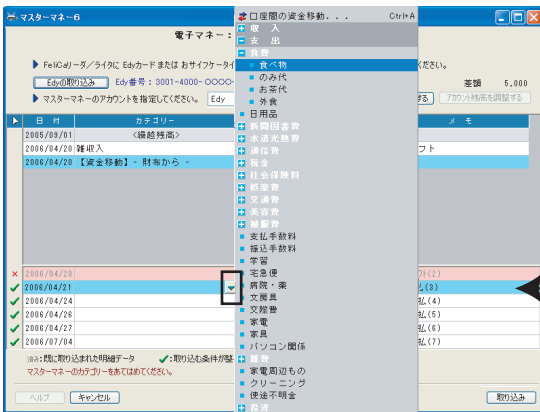 マスターマネー6
電子マネー：
▶ FeliCaリーダ／ライタに Edyカードまたは おサイフケータイ
ください。
Edyの取り込み Edy番号：3001-4000-○○○○-
差額 5,000
▶ マスターマネーのアカウントを指定してください。 Edy
する アカウント残高を調整する
日 付 カテゴリー メ モ
2005/09/01 <繰越残高>
2006/04/20 雑収入 フト
2006/04/20 【資金移動】- 財布から -
口座間の資金移動... Ctrl+A
収 入
支 出
食費
食べ物
のみ代
お茶代
外食
日用品
新聞図書費
水道光熱費
通信費
税金
社会保険料
娯楽費
交通費
美容費
被服費
支払手数料
振込手数料
学習
宅急便
病院・薬
文房具
交際費
家電
家具
パソコン関係
雑費
家電周辺もの
クリーニング
使途不明金
投資
× 2006/04/20 フト(2)
✓ 2006/04/21 払(3)
✓ 2006/04/24 払(4)
✓ 2006/04/26 払(5)
✓ 2006/04/27 払(6)
✓ 2006/07/04 払(7)
済み:既に取り込まれた明細データ ✓:取り込む条件が整
マスターマネーのカテゴリーをあてはめてください。
ヘルプ キャンセル 取り込み